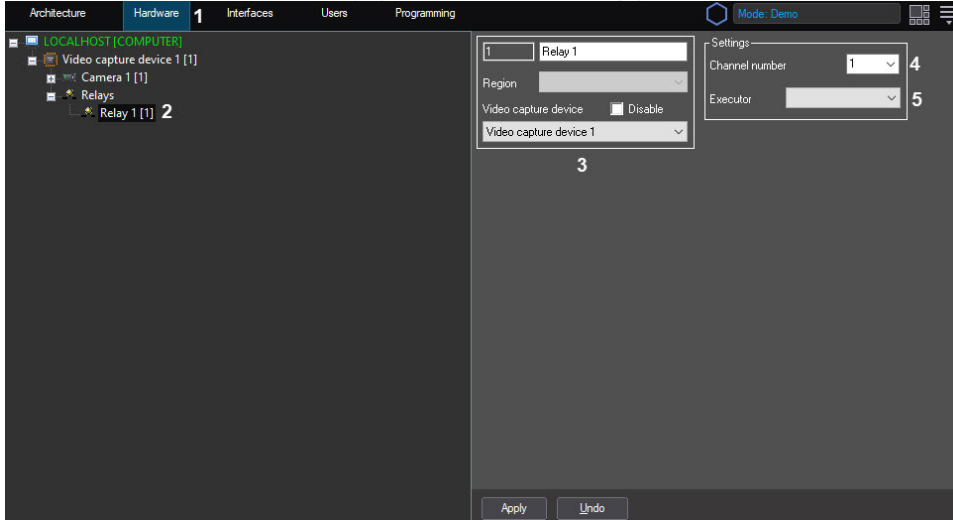 Architecture Hardware 1 Interfaces Users Programming Mode: Demo
LOCALHOST [COMPUTER]
Video capture device 1 [1]
Camera 1 [1]
Relays
Relay 1 [1] 2
1 Relay 1
Region
Video capture device Disable
Video capture device 1
3
Settings
Channel number 1 4
Executor 5
Apply Undo